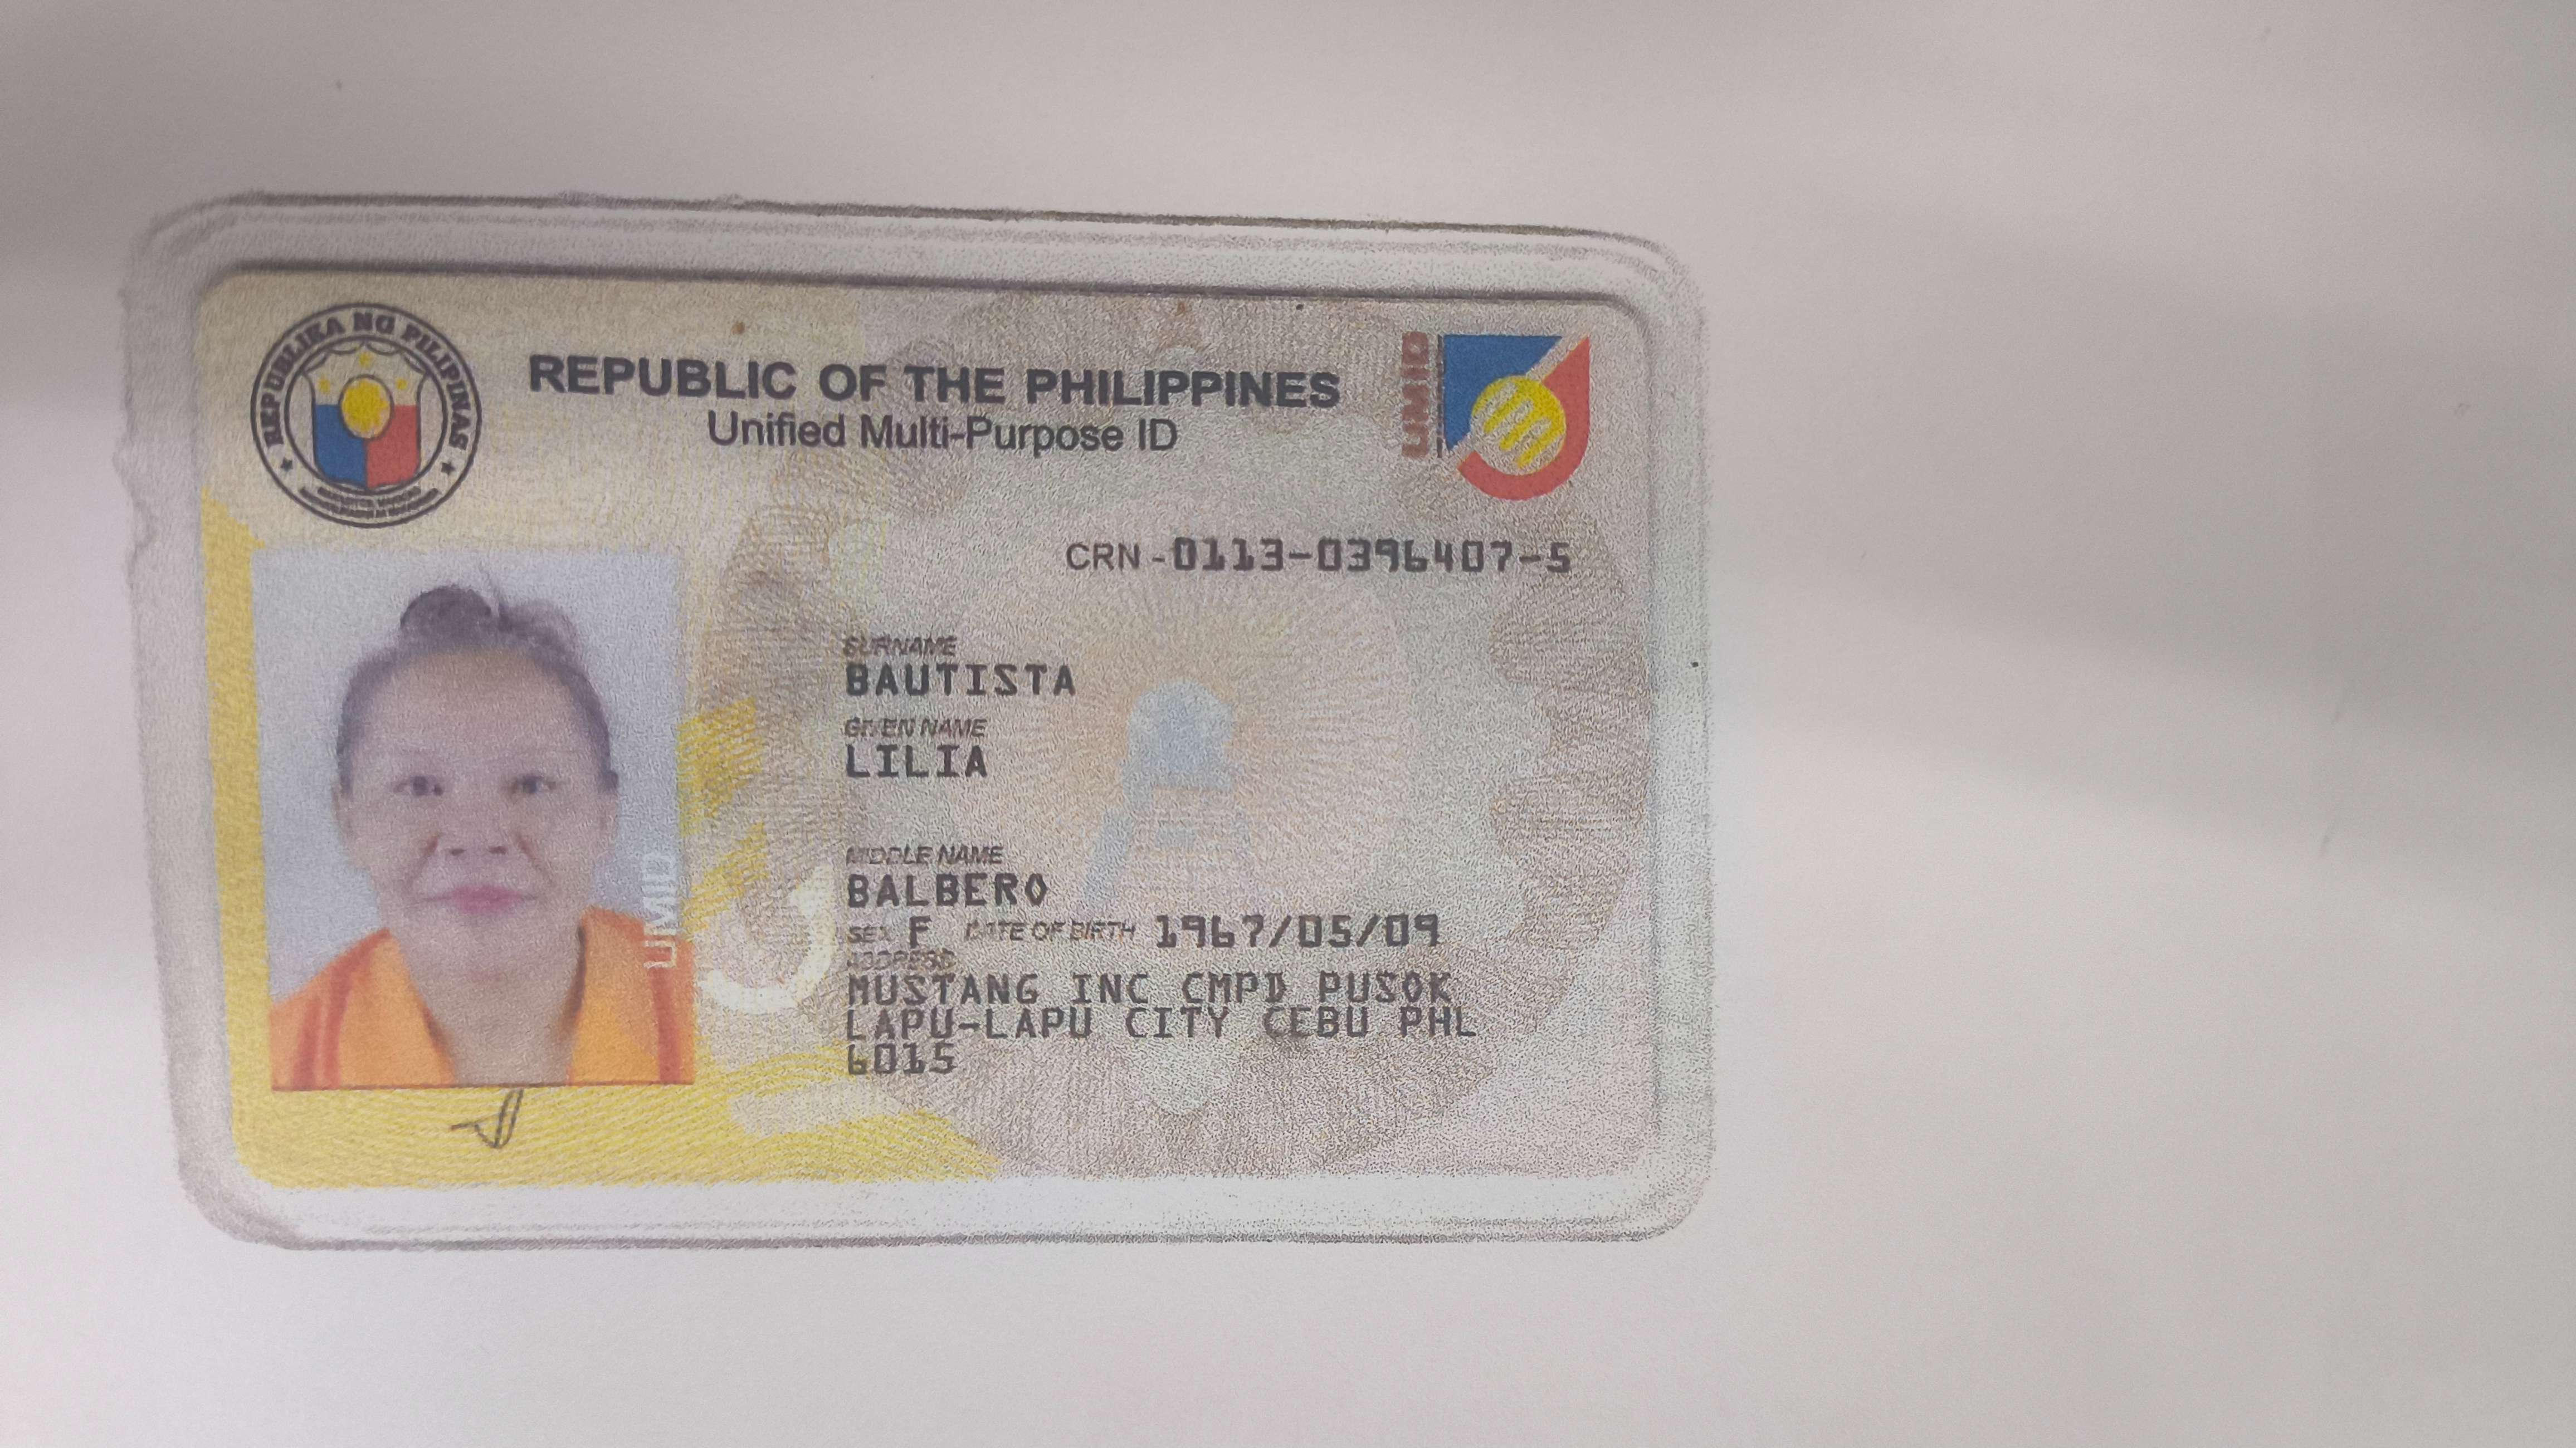 REPUBLIKA NG PILIPINAS
REPUBLIC OF THE PHILIPPINES
Unified Multi-Purpose ID
UMID
CRN - 0113-0396407-5
SURNAME
BAUTISTA
GIVEN NAME
LILIA
MIDDLE NAME
BALBERO
SEX F DATE OF BIRTH 1967/05/09
ADDRESS
MUSTANG INC CMPD PUSOK
LAPU-LAPU CITY CEBU PHL
6015
UMID